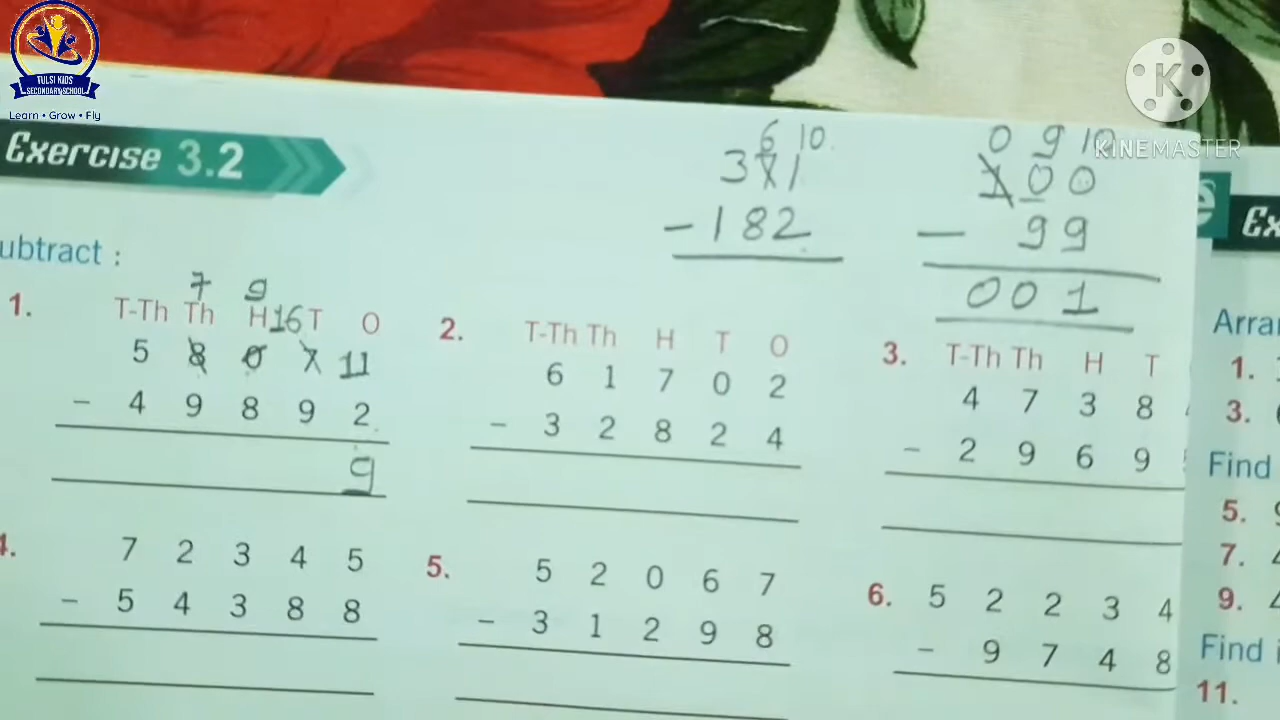 TULSI KIDS
SECONDARY SCHOOL
Learn • Grow • Fly
KINEMASTER
Exercise 3.2
6 10
3 7 1
- 1 8 2
0 9 10
1 0 0
- 9 9
0 0 1
Ex
ubtract :
7 9 16
1. T-Th Th H T O
5 8 0 7 11
- 4 9 8 9 2
9
2. T-Th Th H T O
6 1 7 0 2
- 3 2 8 2 4
3. T-Th Th H T
4 7 3 8
- 2 9 6 9
Arra
1.
3.
Find
5.
7.
9.
Find i
11.
4. 7 2 3 4 5
- 5 4 3 8 8
5. 5 2 0 6 7
- 3 1 2 9 8
6. 5 2 2 3 4
- 9 7 4 8